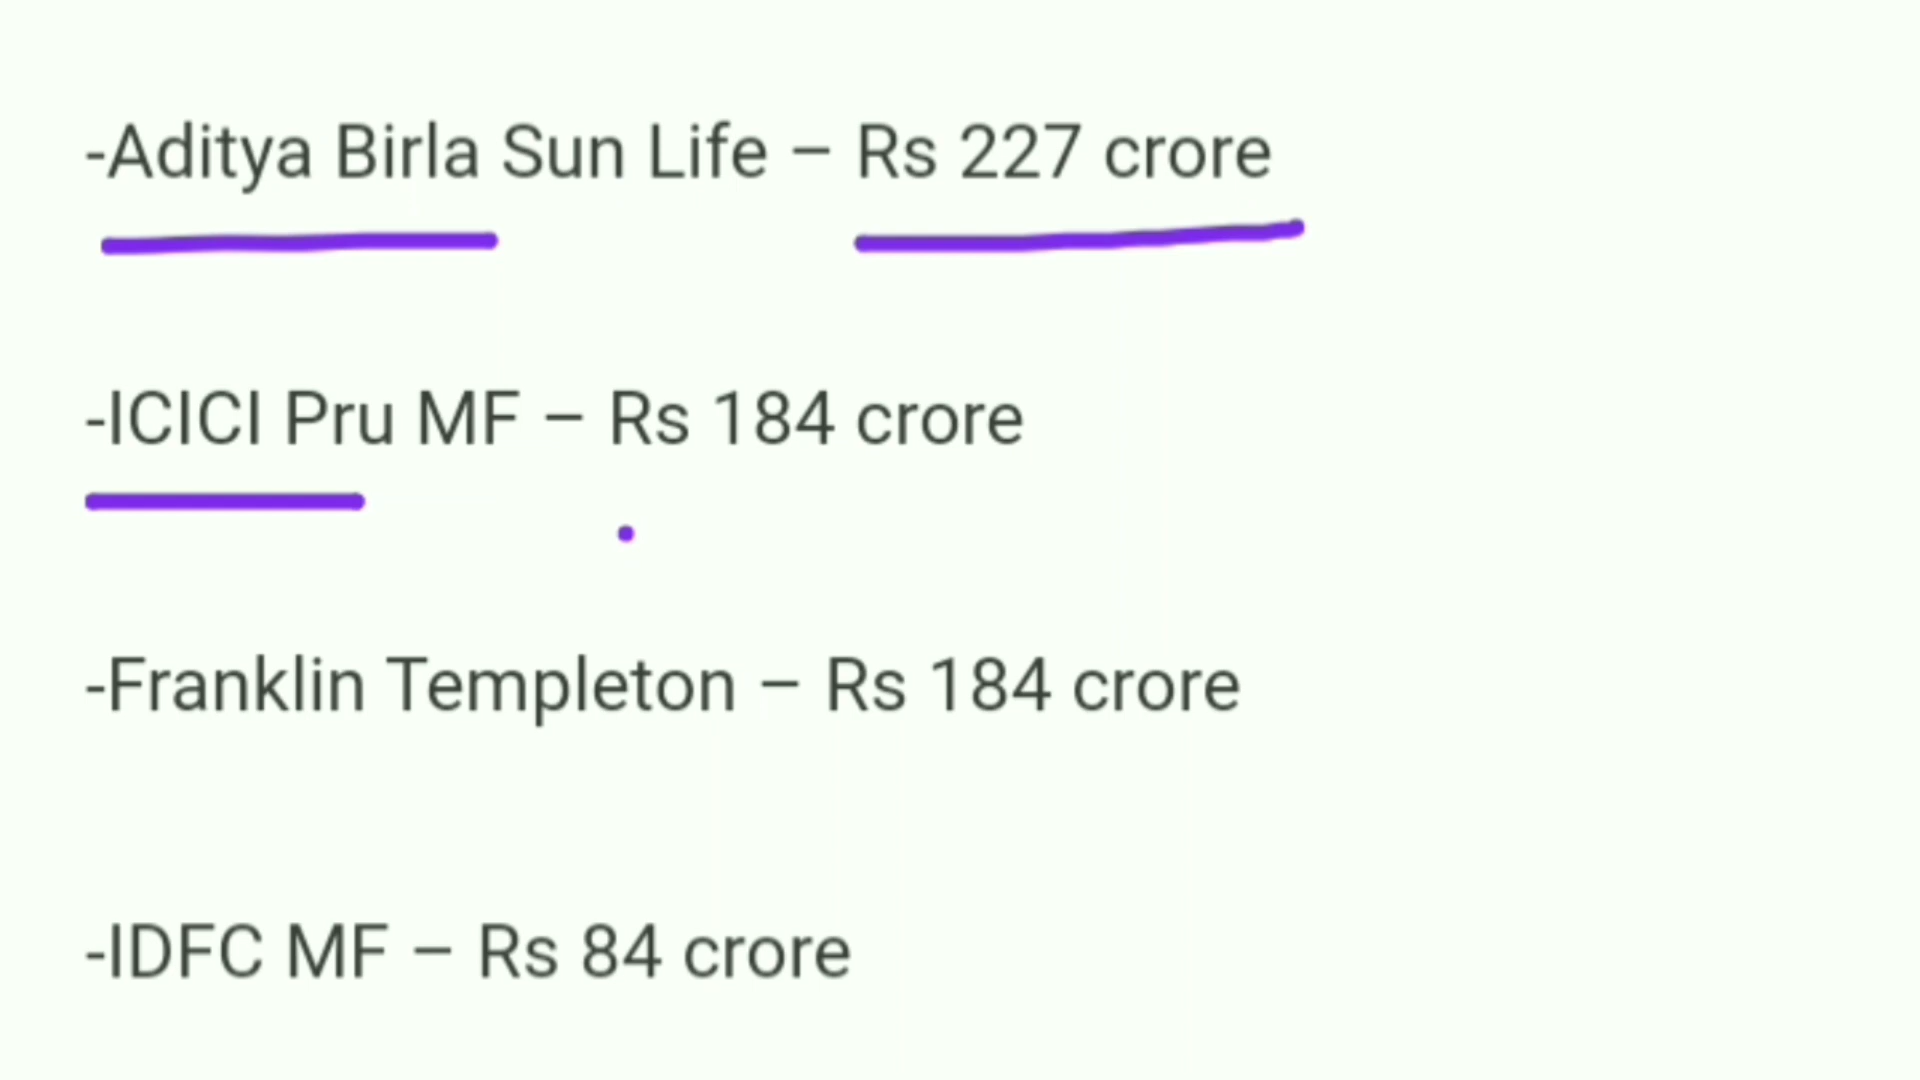 -Aditya Birla Sun Life – Rs 227 crore
-ICICI Pru MF – Rs 184 crore
-Franklin Templeton – Rs 184 crore
-IDFC MF – Rs 84 crore